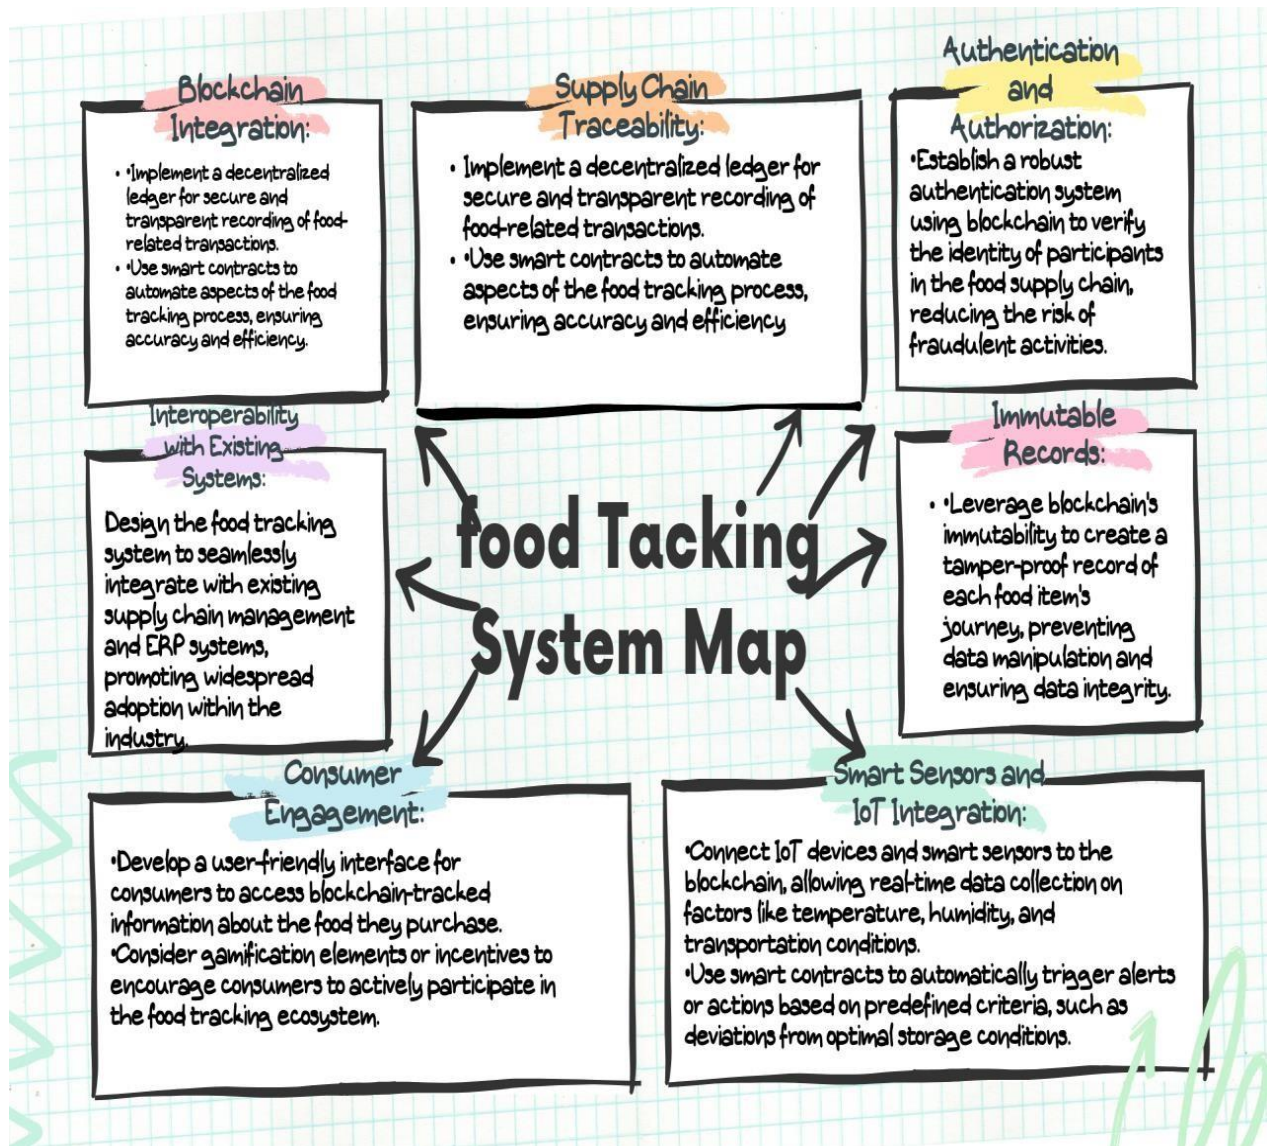 Blockchain
Integration:
• •Implement a decentralized
ledger for secure and
transparent recording of food-
related transactions.
• •Use smart contracts to
automate aspects of the food
tracking process, ensuring
accuracy and efficiency.
Supply Chain
Traceability:
• Implement a decentralized ledger for
secure and transparent recording of
food-related transactions.
• •Use smart contracts to automate
aspects of the food tracking process,
ensuring accuracy and efficiency
Authentication
and
Authorization:
•Establish a robust
authentication system
using blockchain to verify
the identity of participants
in the food supply chain,
reducing the risk of
fraudulent activities.
Interoperability
with Existing
Systems:
Design the food tracking
system to seamlessly
integrate with existing
supply chain management
and ERP systems,
promoting widespread
adoption within the
industry.
food Tacking
System Map
Immutable
Records:
• •Leverage blockchain's
immutability to create a
tamper-proof record of
each food item's
journey, preventing
data manipulation and
ensuring data integrity.
Consumer
Engagement:
•Develop a user-friendly interface for
consumers to access blockchain-tracked
information about the food they purchase.
•Consider gamification elements or incentives to
encourage consumers to actively participate in
the food tracking ecosystem.
Smart Sensors and
IoT Integration:
•Connect IoT devices and smart sensors to the
blockchain, allowing real-time data collection on
factors like temperature, humidity, and
transportation conditions.
•Use smart contracts to automatically trigger alerts
or actions based on predefined criteria, such as
deviations from optimal storage conditions.